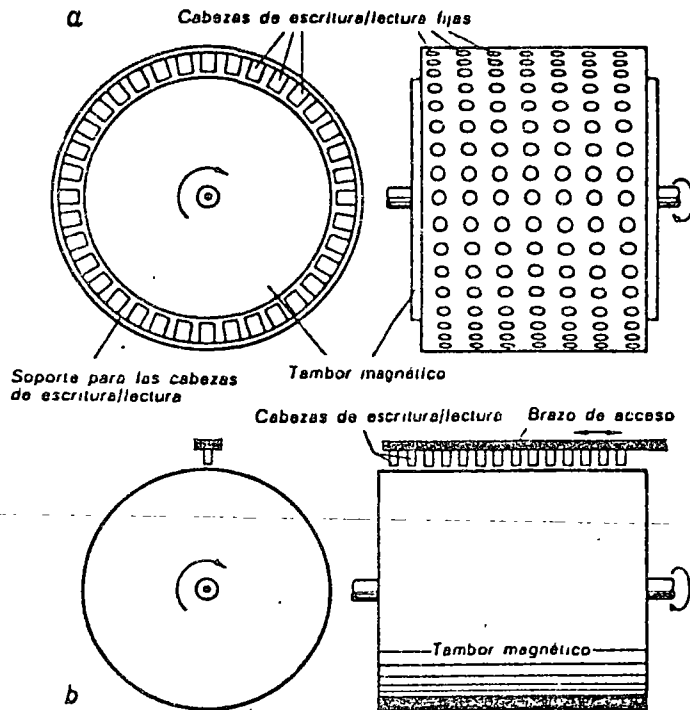 a
Cabezas de escritura/lectura fijas
Soporte para las cabezas
de escritura/lectura
Tambor magnético
Cabezas de escritura/lectura
Brazo de acceso
Tambor magnético
b